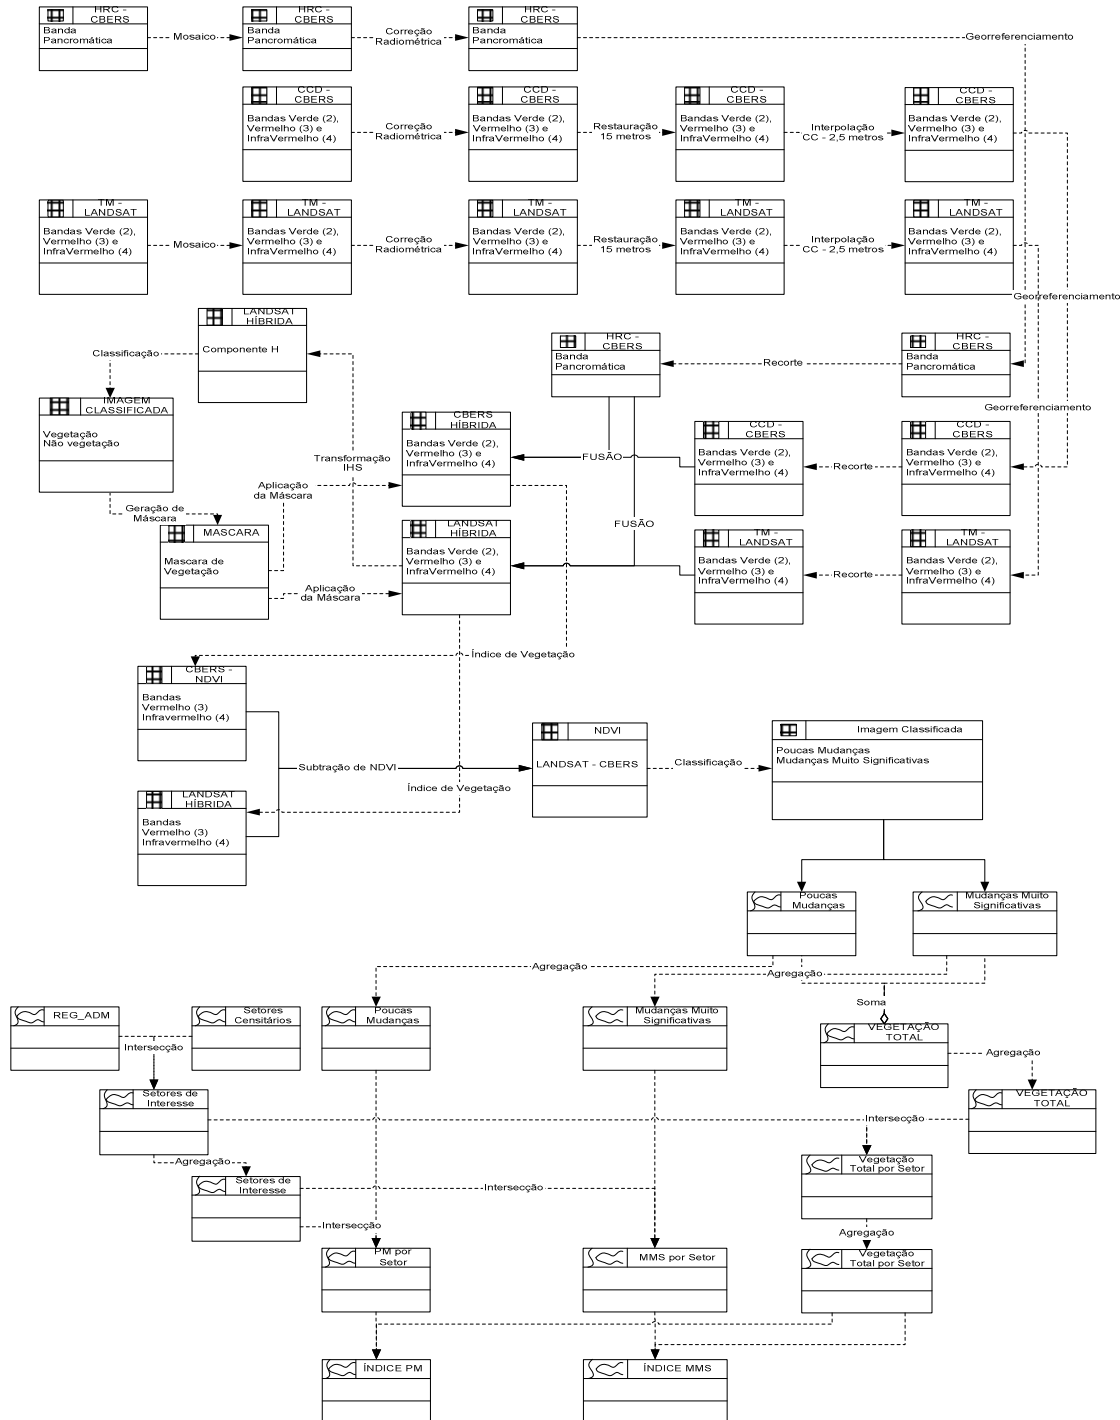 HRC -
CBERS
Banda
Pancromática
Mosaico
HRC -
CBERS
Banda
Pancromática
Correção
Radiométrica
HRC -
CBERS
Banda
Pancromática
Georreferenciamento
CCD -
CBERS
Bandas Verde (2),
Vermelho (3) e
InfraVermelho (4)
Correção
Radiométrica
CCD -
CBERS
Bandas Verde (2),
Vermelho (3) e
InfraVermelho (4)
Restauração
15 metros
CCD -
CBERS
Bandas Verde (2),
Vermelho (3) e
InfraVermelho (4)
Interpolação
CC - 2,5 metros
CCD -
CBERS
Bandas Verde (2),
Vermelho (3) e
InfraVermelho (4)
TM -
LANDSAT
Bandas Verde (2),
Vermelho (3) e
InfraVermelho (4)
Mosaico
TM -
LANDSAT
Bandas Verde (2),
Vermelho (3) e
InfraVermelho (4)
Correção
Radiométrica
TM -
LANDSAT
Bandas Verde (2),
Vermelho (3) e
InfraVermelho (4)
Restauração
15 metros
TM -
LANDSAT
Bandas Verde (2),
Vermelho (3) e
InfraVermelho (4)
Interpolação
CC - 2,5 metros
TM -
LANDSAT
Bandas Verde (2),
Vermelho (3) e
InfraVermelho (4)
Georreferenciamento
LANDSAT
HÍBRIDA
Componente H
Classificação
HRC -
CBERS
Banda
Pancromática
Recorte
HRC -
CBERS
Banda
Pancromática
Georreferenciamento
IMAGEM
CLASSIFICADA
Vegetação
Não vegetação
CBERS
HÍBRIDA
Bandas Verde (2),
Vermelho (3) e
InfraVermelho (4)
FUSÃO
CCD -
CBERS
Bandas Verde (2),
Vermelho (3) e
InfraVermelho (4)
Recorte
CCD -
CBERS
Bandas Verde (2),
Vermelho (3) e
InfraVermelho (4)
Transformação
IHS
Aplicação
da Máscara
Geração de
Máscara
FUSÃO
MASCARA
Mascara de
Vegetação
Aplicação
da Máscara
LANDSAT
HÍBRIDA
Bandas Verde (2),
Vermelho (3) e
InfraVermelho (4)
TM -
LANDSAT
Bandas Verde (2),
Vermelho (3) e
InfraVermelho (4)
Recorte
TM -
LANDSAT
Bandas Verde (2),
Vermelho (3) e
InfraVermelho (4)
Índice de Vegetação
CBERS -
NDVI
Bandas
Vermelho (3)
Infravermelho (4)
Subtração de NDVI
NDVI
LANDSAT - CBERS
Classificação
Imagem Classificada
Poucas Mudanças
Mudanças Muito Significativas
Índice de Vegetação
LANDSAT
HÍBRIDA
Bandas
Vermelho (3)
Infravermelho (4)
Poucas
Mudanças
Mudanças Muito
Significativas
Agregação
Agregação
Soma
REG_ADM
Setores
Censitários
Poucas
Mudanças
Mudanças Muito
Significativas
VEGETAÇÃO
TOTAL
Intersecção
Agregação
Setores de
Interesse
VEGETAÇÃO
TOTAL
Intersecção
Agregação
Vegetação
Total por Setor
Setores de
Interesse
Intersecção
Intersecção
Agregação
PM por
Setor
MMS por Setor
Vegetação
Total por Setor
ÍNDICE PM
ÍNDICE MMS